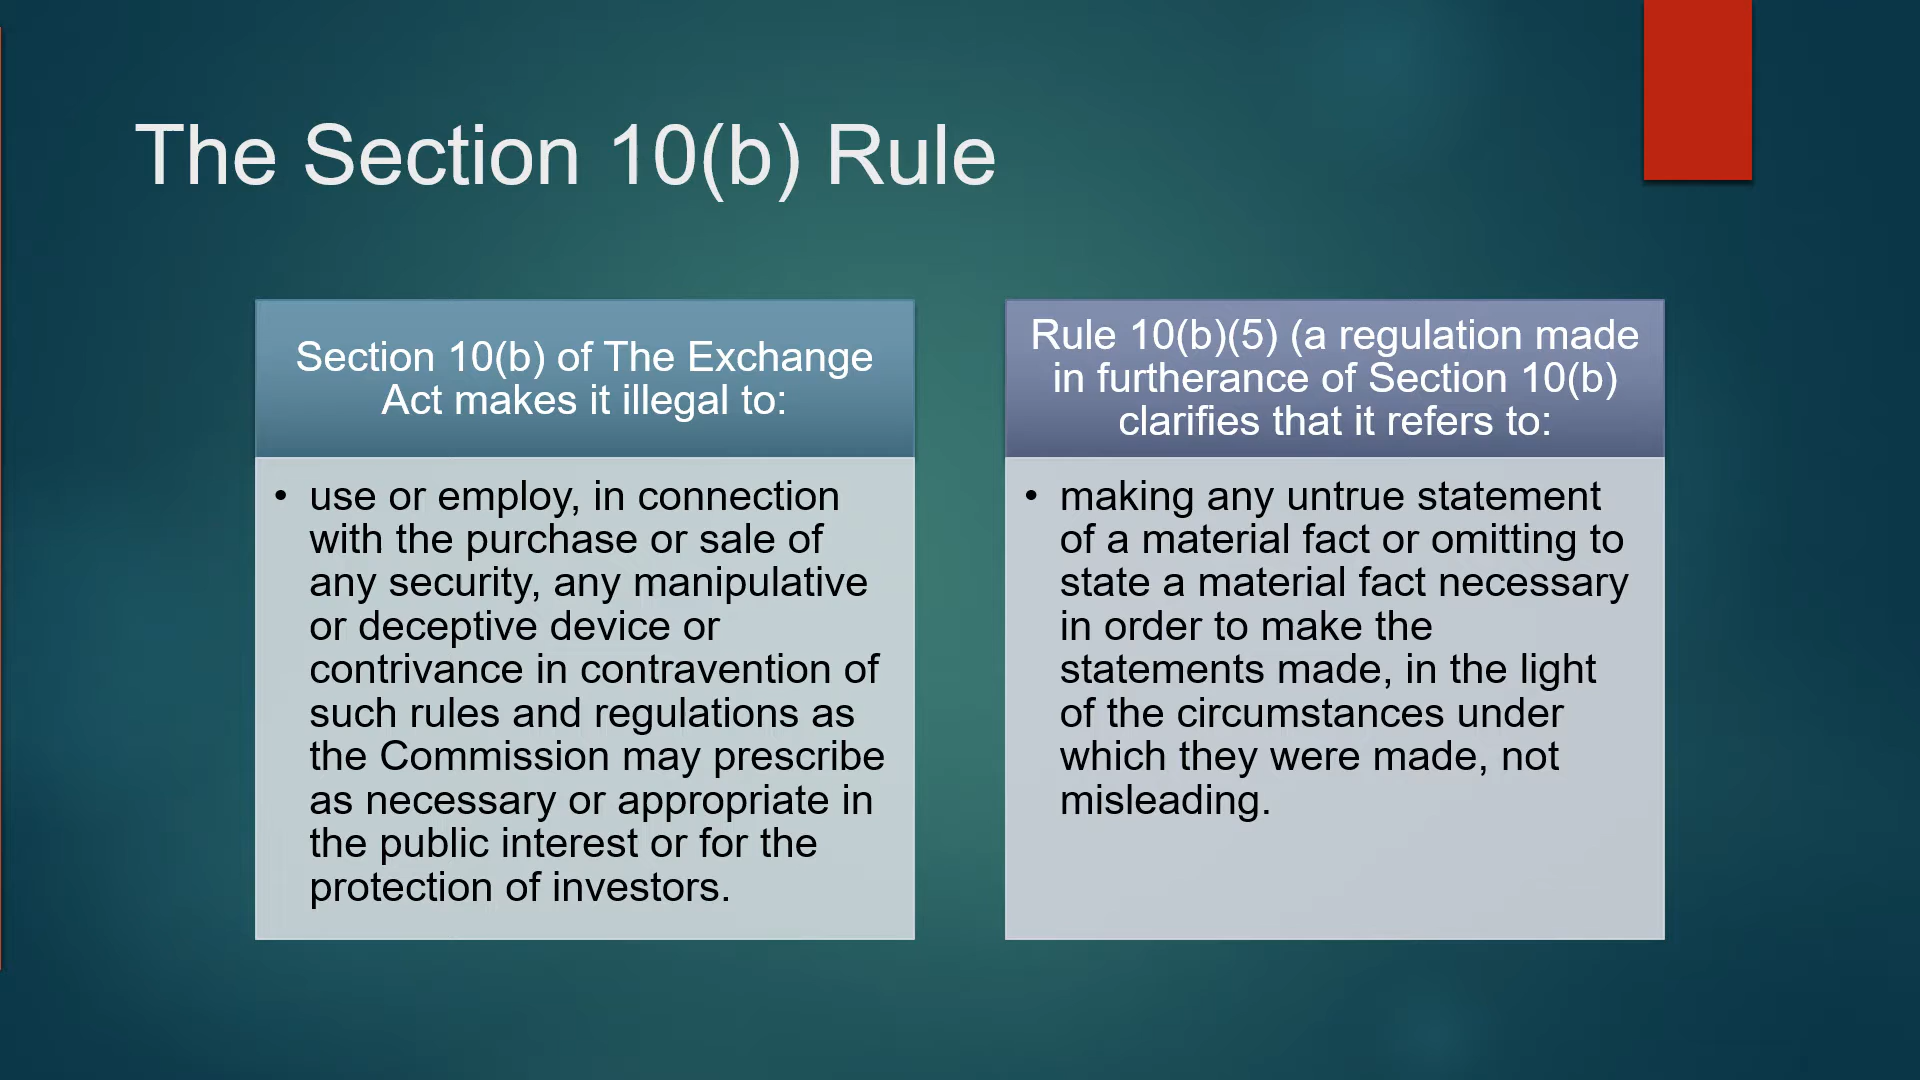 The Section 10(b) Rule
Section 10(b) of The Exchange
Act makes it illegal to:
• use or employ, in connection
with the purchase or sale of
any security, any manipulative
or deceptive device or
contrivance in contravention of
such rules and regulations as
the Commission may prescribe
as necessary or appropriate in
the public interest or for the
protection of investors.
Rule 10(b)(5) (a regulation made
in furtherance of Section 10(b)
clarifies that it refers to:
• making any untrue statement
of a material fact or omitting to
state a material fact necessary
in order to make the
statements made, in the light
of the circumstances under
which they were made, not
misleading.